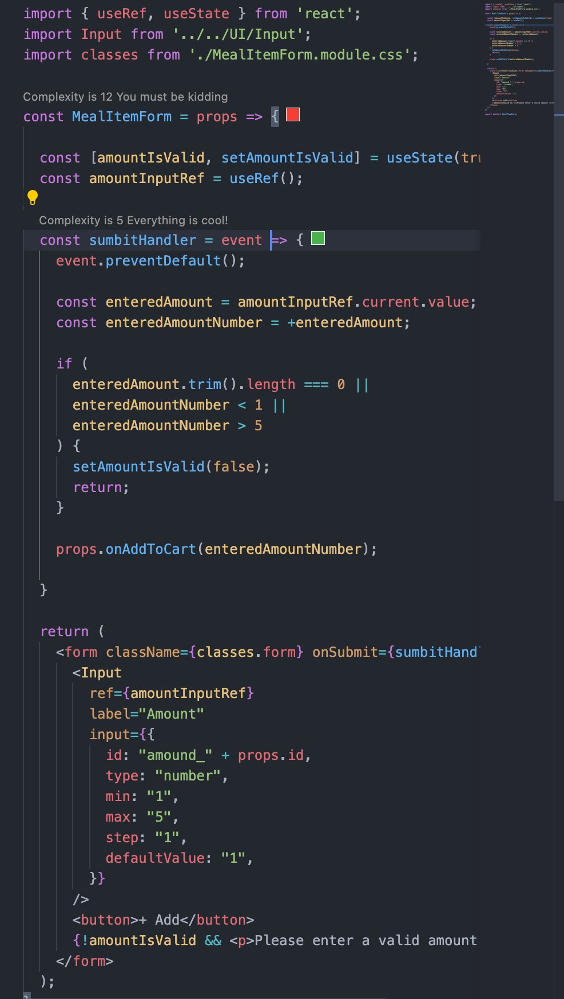 import { useRef, useState } from 'react';
import Input from '../../UI/Input';
import classes from './MealItemForm.module.css';
Complexity is 12 You must be kidding
const MealItemForm = props => {
const [amountIsValid, setAmountIsValid] = useState(tru
const amountInputRef = useRef();
Complexity is 5 Everything is cool!
const sumbitHandler = event => {
event.preventDefault();
const enteredAmount = amountInputRef.current.value;
const enteredAmountNumber = +enteredAmount;
if (
enteredAmount.trim().length === 0 ||
enteredAmountNumber < 1 ||
enteredAmountNumber > 5
) {
setAmountIsValid(false);
return;
}
props.onAddToCart(enteredAmountNumber);
}
return (
<form className={classes.form} onSubmit={sumbitHandl
<Input
ref={amountInputRef}
label="Amount"
input={{
id: "amound_" + props.id,
type: "number",
min: "1",
max: "5",
step: "1",
defaultValue: "1",
}}
/>
<button>+ Add</button>
{!amountIsValid && <p>Please enter a valid amount
</form>
);
}